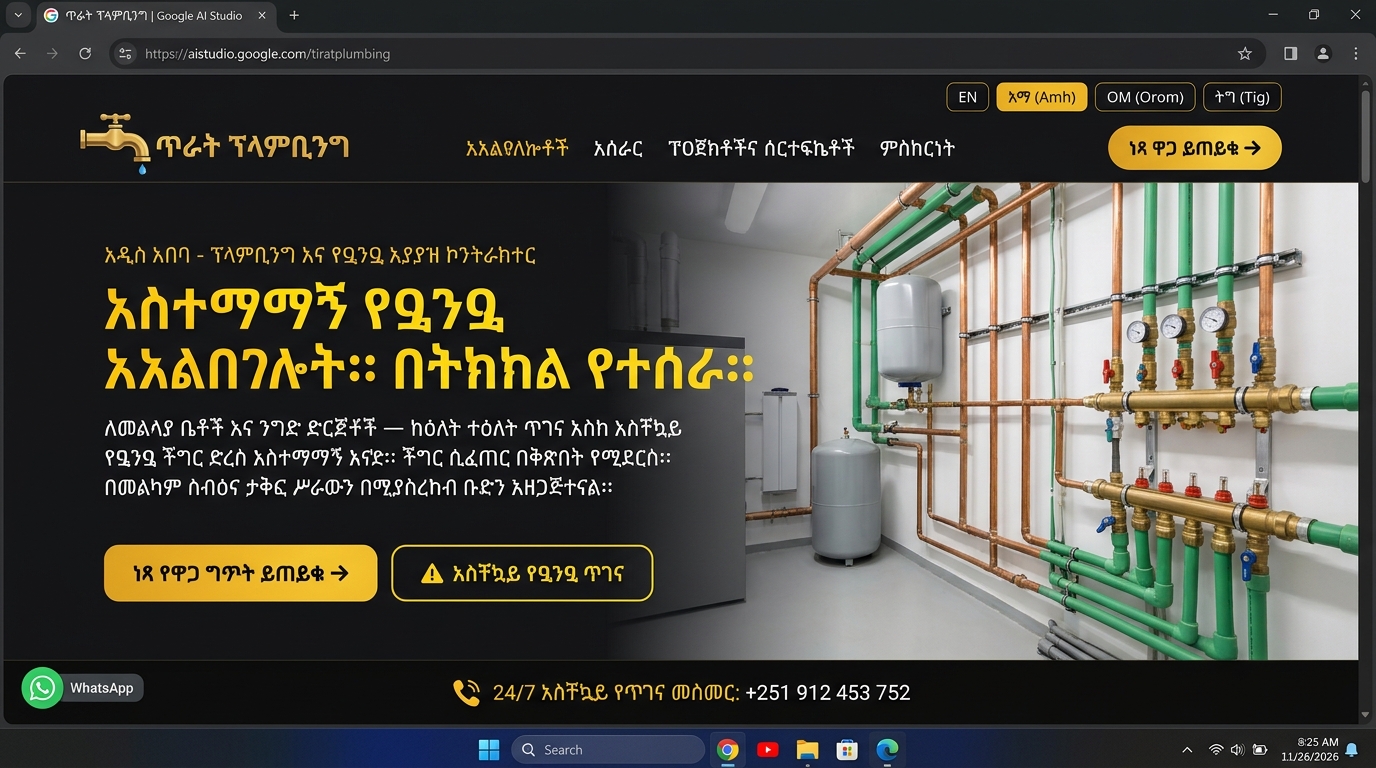 ጥራት ፕላምቢንግ | Google AI Studio
https://aistudio.google.com/tiratplumbing
EN
አማ (Amh)
OM (Orom)
ትግ (Tig)
ጥራት ፕላምቢንግ
አሰራር
ምስክርነት
ነጻ ዋጋ ይጠይቁ →
አዲስ አበባ - ፕላምቢንግ እና የቧንቧ አያያዝ ኮንትራክተር
አስተማማኝ የቧንቧ
አአልበገሎት። በትክክል የተሰራ።
ለመልላያ ቤቶች እና ንግድ ድርጅቶች — ከዕለት ተዕለት ጥገና እስከ አስቸኳይ
የቧንቧ ችግር ድረስ አስተማማኝ አናድ። ችግር ሲፈጠር በቅጽበት የሚደርስ።
በመልካም ስብዕና ታቅፎ ሥራውን በሚያስረክብ ቡድን አዘጋጅተናል።
ነጻ የዋጋ ግምት ይጠይቁ →
አስቸኳይ የቧንቧ ጥገና
WhatsApp
24/7 አስቸኳይ የጥገና መስመር: +251 912 453 752
Search
8:25 AM
11/26/2026